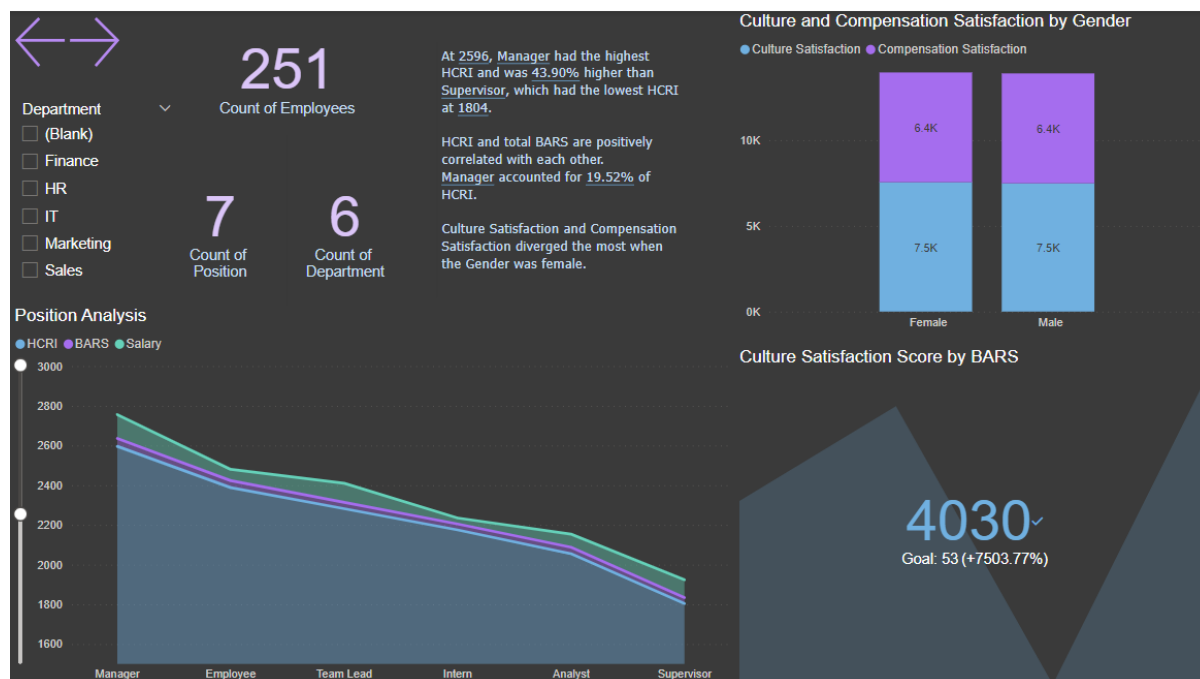 Department
(Blank)
Finance
HR
IT
Marketing
Sales
251
Count of Employees
7
Count of
Position
6
Count of
Department
At 2596, Manager had the highest
HCRI and was 43.90% higher than
Supervisor, which had the lowest HCRI
at 1804.
HCRI and total BARS are positively
correlated with each other.
Manager accounted for 19.52% of
HCRI.
Culture Satisfaction and Compensation
Satisfaction diverged the most when
the Gender was female.
Culture and Compensation Satisfaction by Gender
Culture Satisfaction Compensation Satisfaction
10K
5K
0K
6.4K 6.4K
7.5K 7.5K
Female Male
Position Analysis
HCRI BARS Salary
3000
2800
2600
2400
2200
2000
1800
1600
Manager Employee Team Lead Intern Analyst Supervisor
Culture Satisfaction Score by BARS
4030
Goal: 53 (+7503.77%)